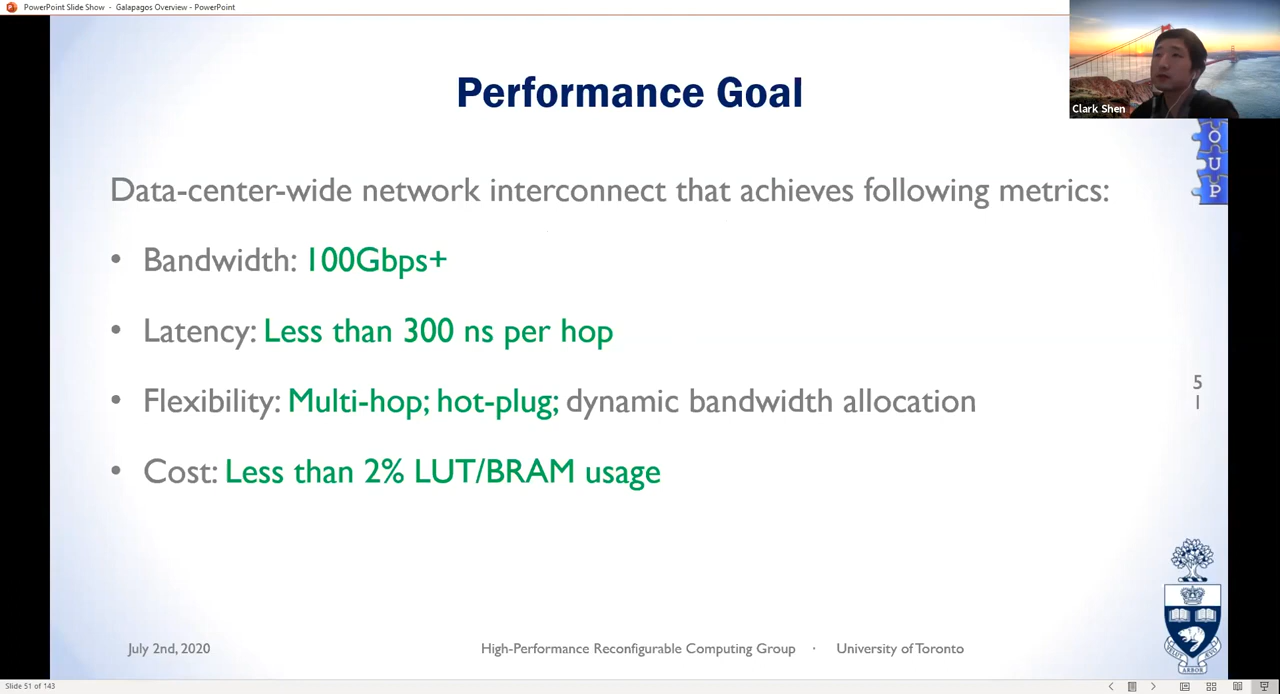 PowerPoint Slide Show - Galapagos Overview - PowerPoint
Clark Shen
Performance Goal
O
U
P
Data-center-wide network interconnect that achieves following metrics:
• Bandwidth: 100Gbps+
• Latency: Less than 300 ns per hop
• Flexibility: Multi-hop; hot-plug; dynamic bandwidth allocation
• Cost: Less than 2% LUT/BRAM usage
5
1
July 2nd, 2020
High-Performance Reconfigurable Computing Group · University of Toronto
ARBOR
Slide 51 of 143